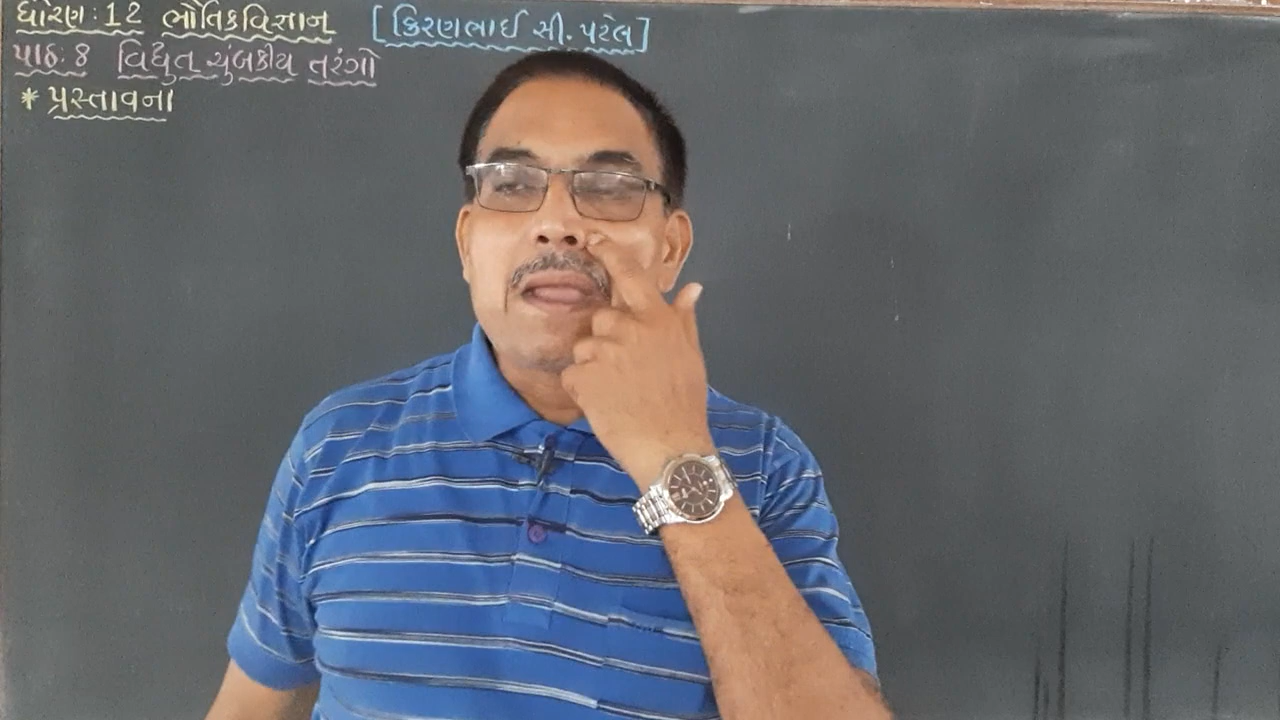 ધોરણ : 12 ભૌતિકવિજ્ઞાન [કિરણભાઈ સી. પટેલ]
પાઠ: 8 વિદ્યુત ચુંબકીય તરંગો
* પ્રસ્તાવના